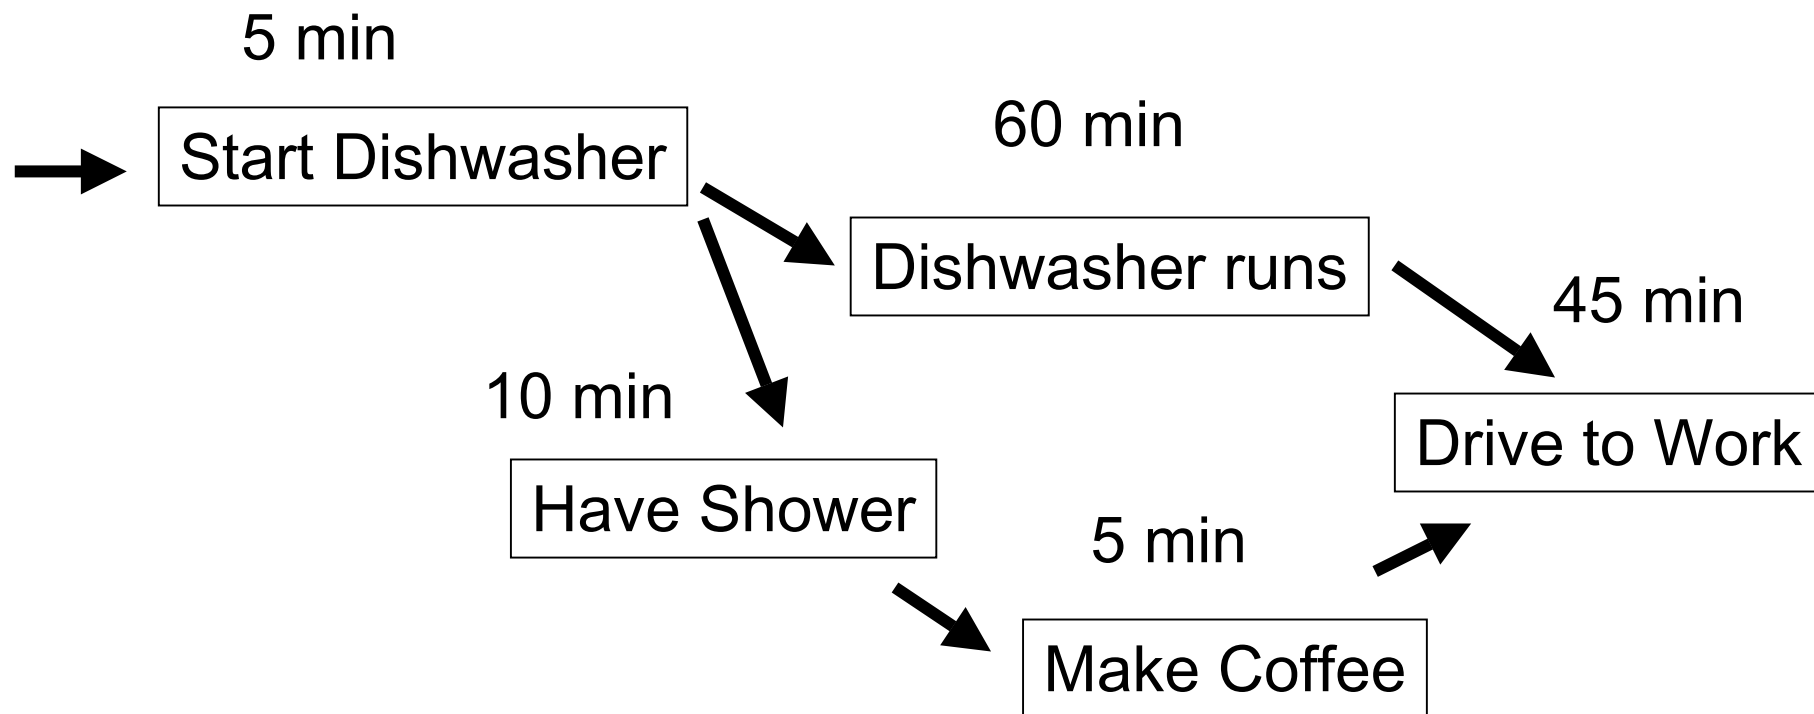 5 min
Start Dishwasher
60 min
Dishwasher runs
45 min
Drive to Work
10 min
Have Shower
5 min
Make Coffee